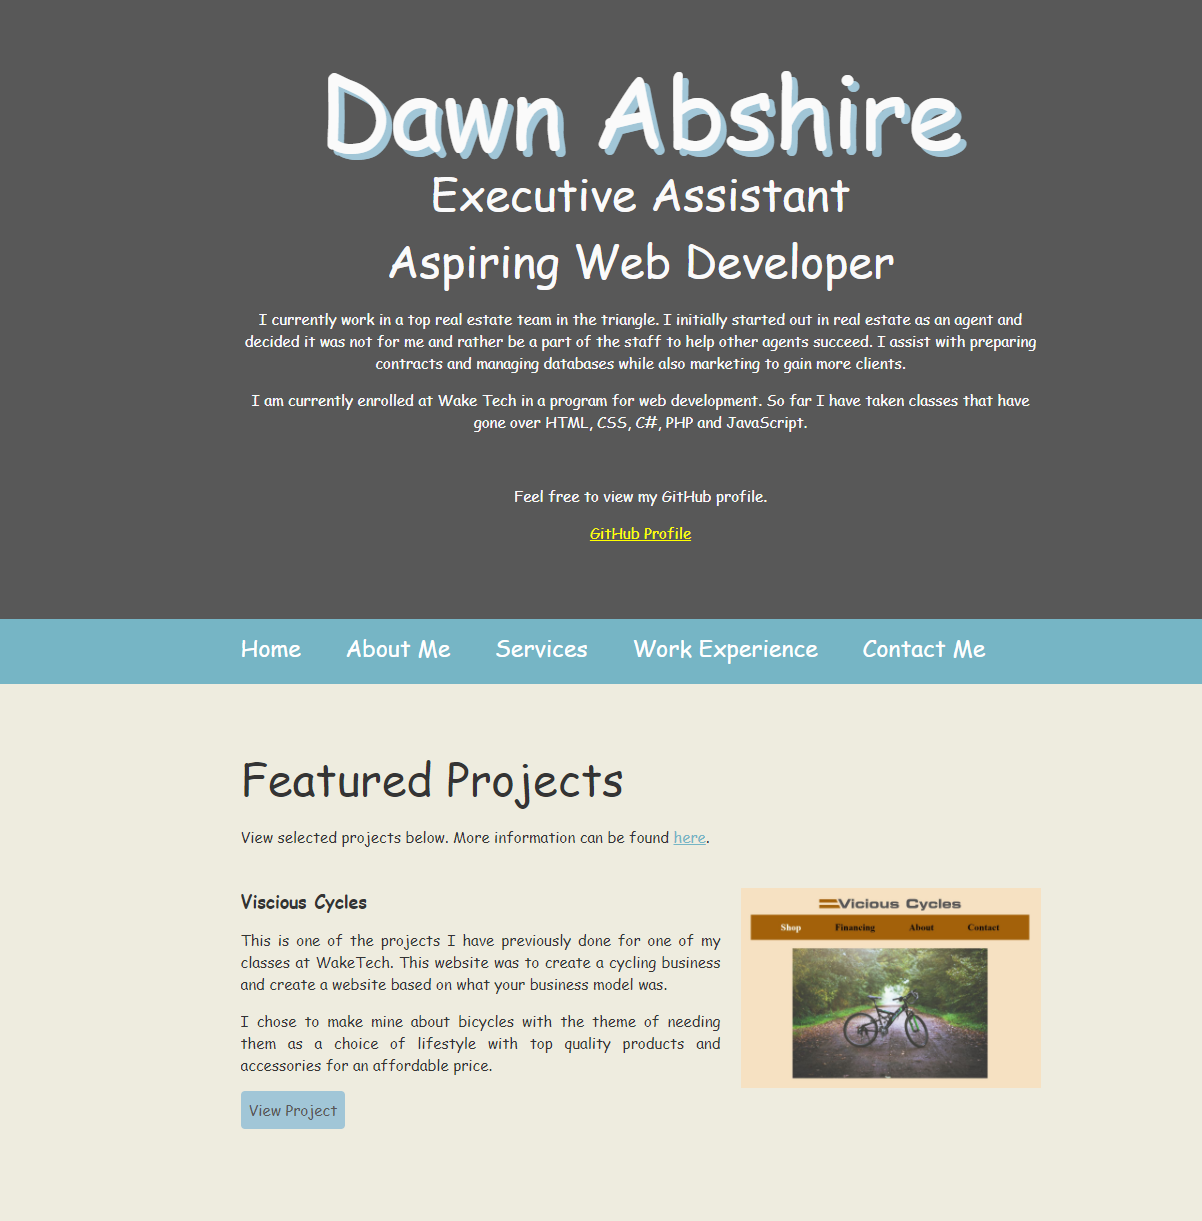 Dawn Abshire
Executive Assistant
Aspiring Web Developer
I currently work in a top real estate team in the triangle. I initially started out in real estate as an agent and
decided it was not for me and rather be a part of the staff to help other agents succeed. I assist with preparing
contracts and managing databases while also marketing to gain more clients.
I am currently enrolled at Wake Tech in a program for web development. So far I have taken classes that have
gone over HTML, CSS, C#, PHP and JavaScript.
Feel free to view my GitHub profile.
GitHub Profile
Home About Me Services Work Experience Contact Me
Featured Projects
View selected projects below. More information can be found here.
Viscious Cycles
This is one of the projects I have previously done for one of my
classes at WakeTech. This website was to create a cycling business
and create a website based on what your business model was.
I chose to make mine about bicycles with the theme of needing
them as a choice of lifestyle with top quality products and
accessories for an affordable price.
View Project
Vicious Cycles
Shop Financing About Contact